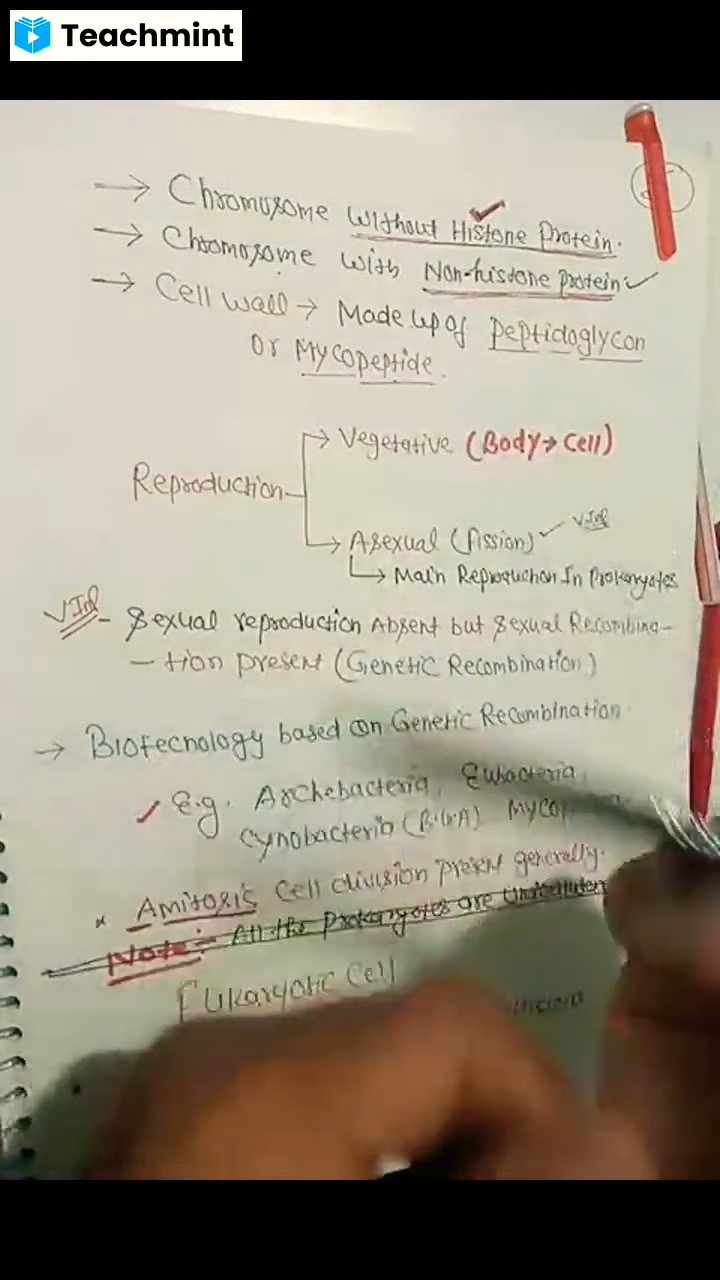 Teachmint
→ Chromosome without Histone Protein.
→ Chromosome with Non-histone protein
→ Cell wall → Made up of peptidoglycon
or Mycopeptide.
→ Vegetative (Body → Cell)
Reproduction
→ Asexual (fission) V.Imf
→ Main Reproduction In Prokaryotes
V Imf - Sexual reproduction Absent but Sexual Recombina-
- tion present (Genetic Recombination)
→ Biotecnology based on Genetic Recombination
E.g. Archebacteria, Eubacteria,
Cynobacteria (B.G.A)
* Amitosis Cell division present generally.
Note:- All the Prokaryotes are
Eukaryotic Cell